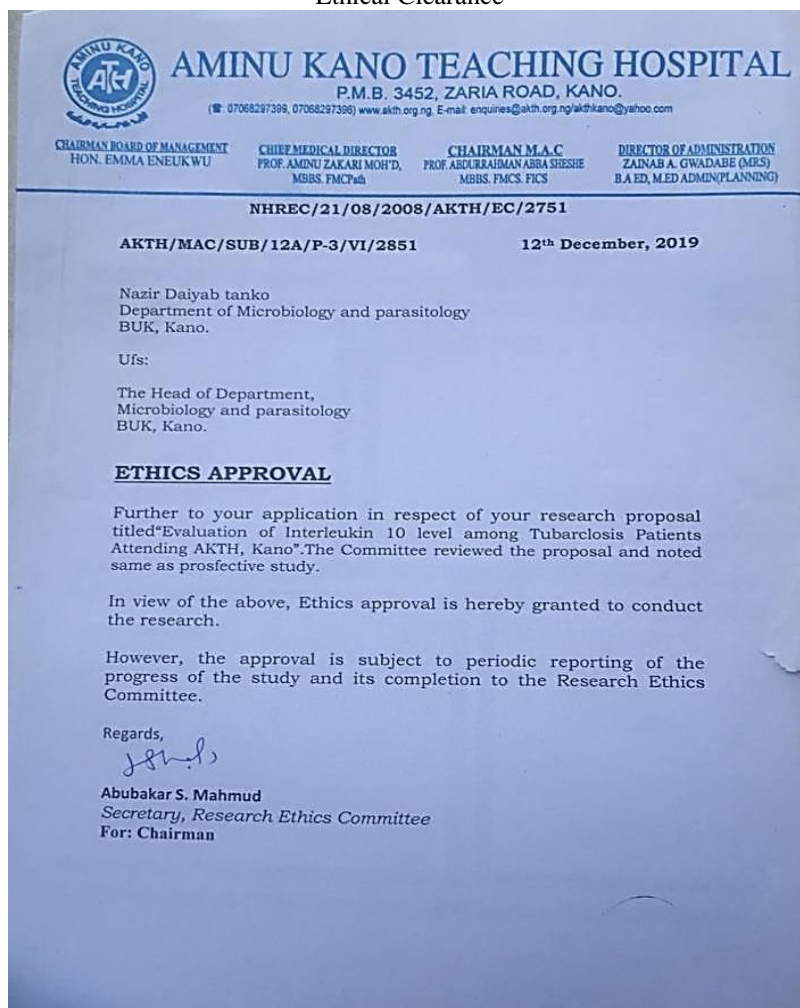 Ethical Clearance
AMINU KANO TEACHING HOSPITAL
P.M.B. 3452, ZARIA ROAD, KANO.
(☎: 07068297399, 07068297396) www.akth.org.ng, E-mail: enquiries@akth.org.ng/akthkano@yahoo.com
CHAIRMAN BOARD OF MANAGEMENT
HON. EMMA ENEUKWU
CHIEF MEDICAL DIRECTOR
PROF. AMINU ZAKARI MOH'D,
MBBS. FMCPath
CHAIRMAN M.A.C
PROF. ABDURRAHMAN ABBA SHESHE
MBBS. FMCS. FICS
DIRECTOR OF ADMINISTRATION
ZAINAB A. GWADABE (MRS)
B.A ED, M.ED ADMIN(PLANNING)
NHREC/21/08/2008/AKTH/EC/2751
AKTH/MAC/SUB/12A/P-3/VI/2851 12th December, 2019
Nazir Daiyab tanko
Department of Microbiology and parasitology
BUK, Kano.
Ufs:
The Head of Department,
Microbiology and parasitology
BUK, Kano.
ETHICS APPROVAL
Further to your application in respect of your research proposal
titled“Evaluation of Interleukin 10 level among Tubarclosis Patients
Attending AKTH, Kano”.The Committee reviewed the proposal and noted
same as prosfective study.
In view of the above, Ethics approval is hereby granted to conduct
the research.
However, the approval is subject to periodic reporting of the
progress of the study and its completion to the Research Ethics
Committee.
Regards,
Abubakar S. Mahmud
Secretary, Research Ethics Committee
For: Chairman